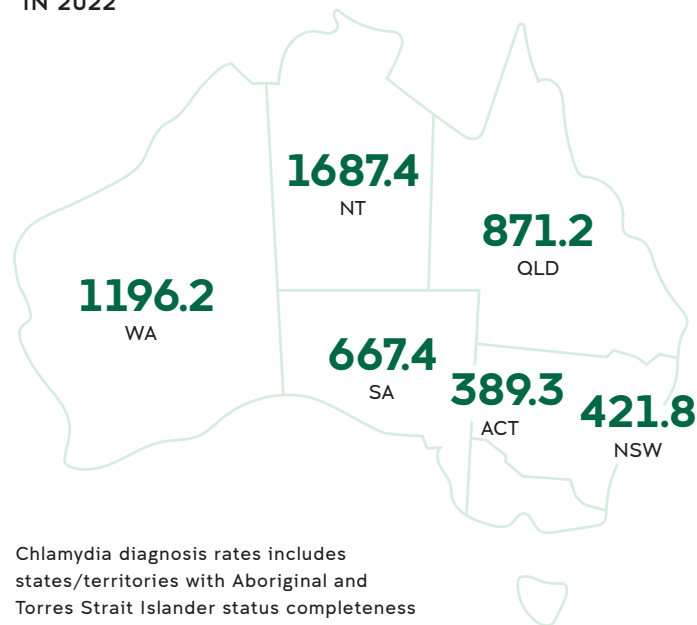 IN 2022
1687.4
NT
871.2
QLD
1196.2
WA
667.4
SA
389.3
ACT
421.8
NSW
Chlamydia diagnosis rates includes
states/territories with Aboriginal and
Torres Strait Islander status completeness